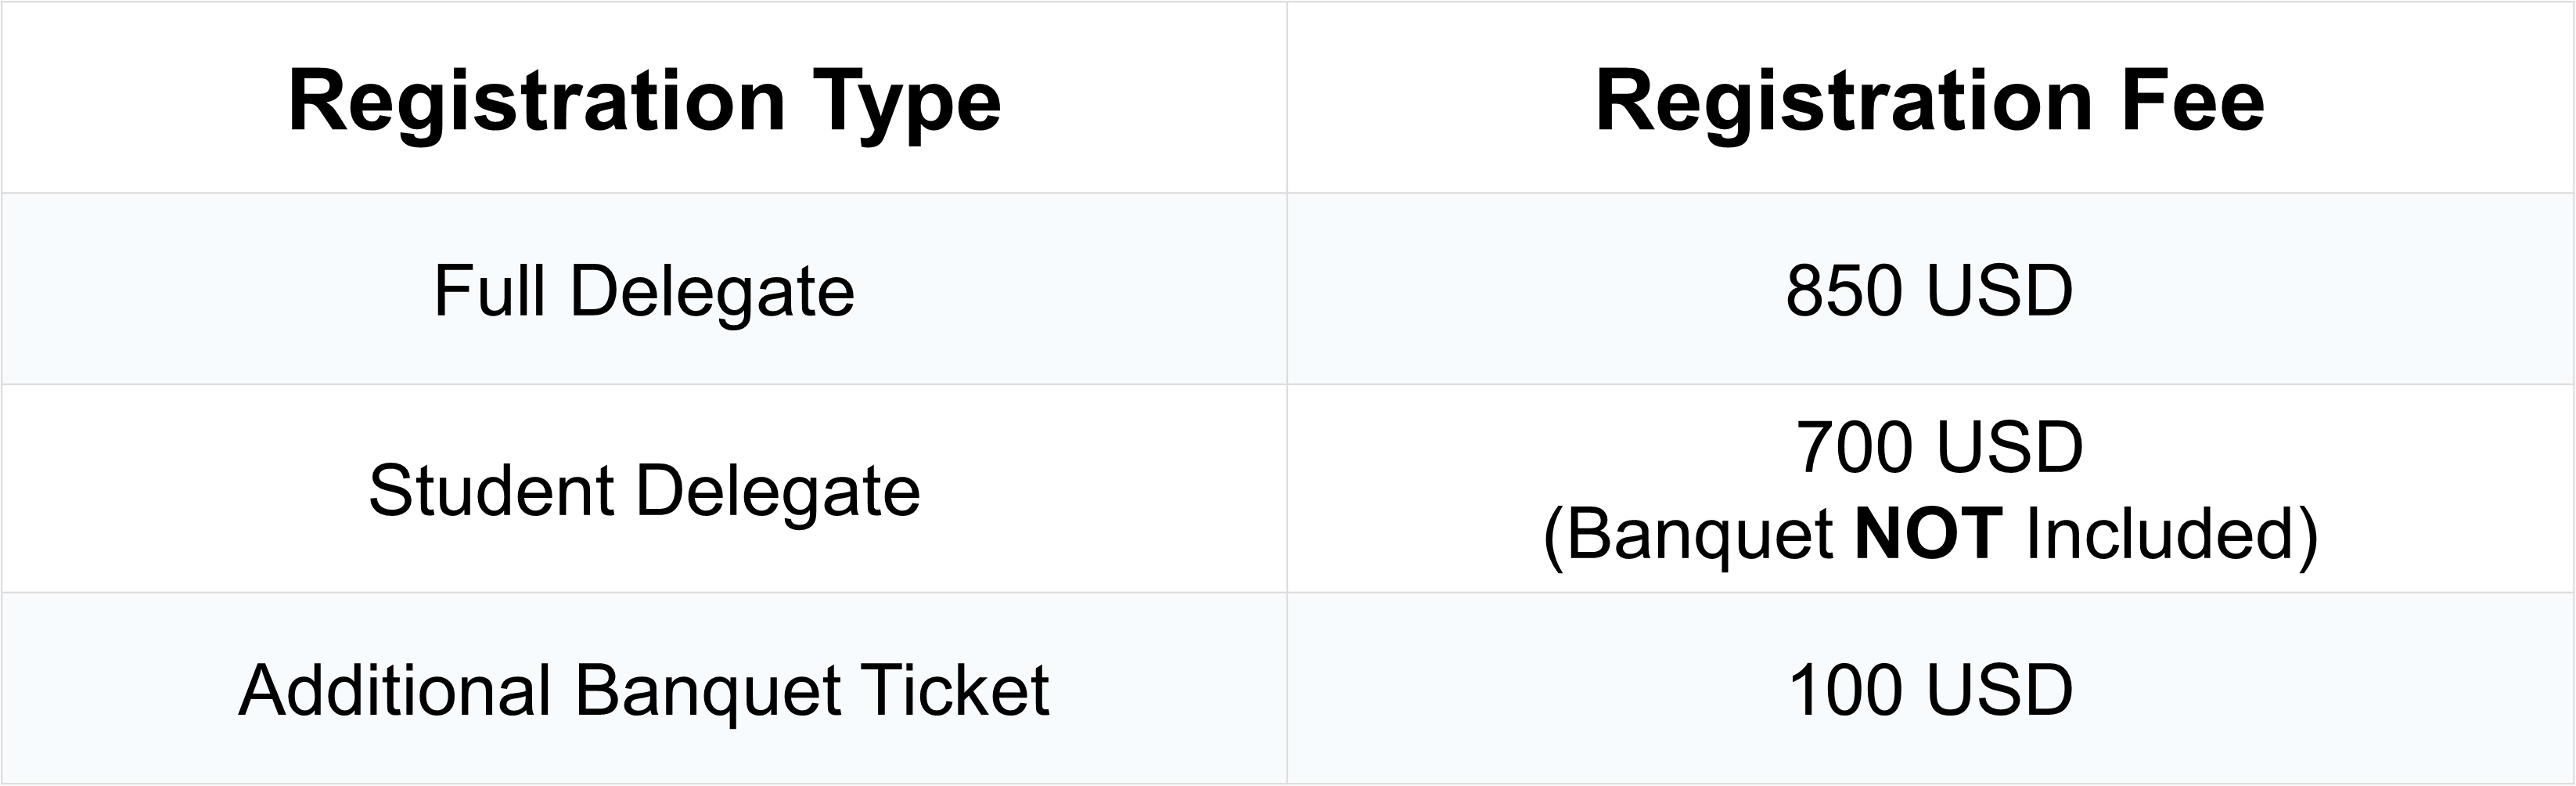 Registration Type
Registration Fee
Full Delegate
850 USD
Student Delegate
700 USD
(Banquet NOT Included)
Additional Banquet Ticket
100 USD